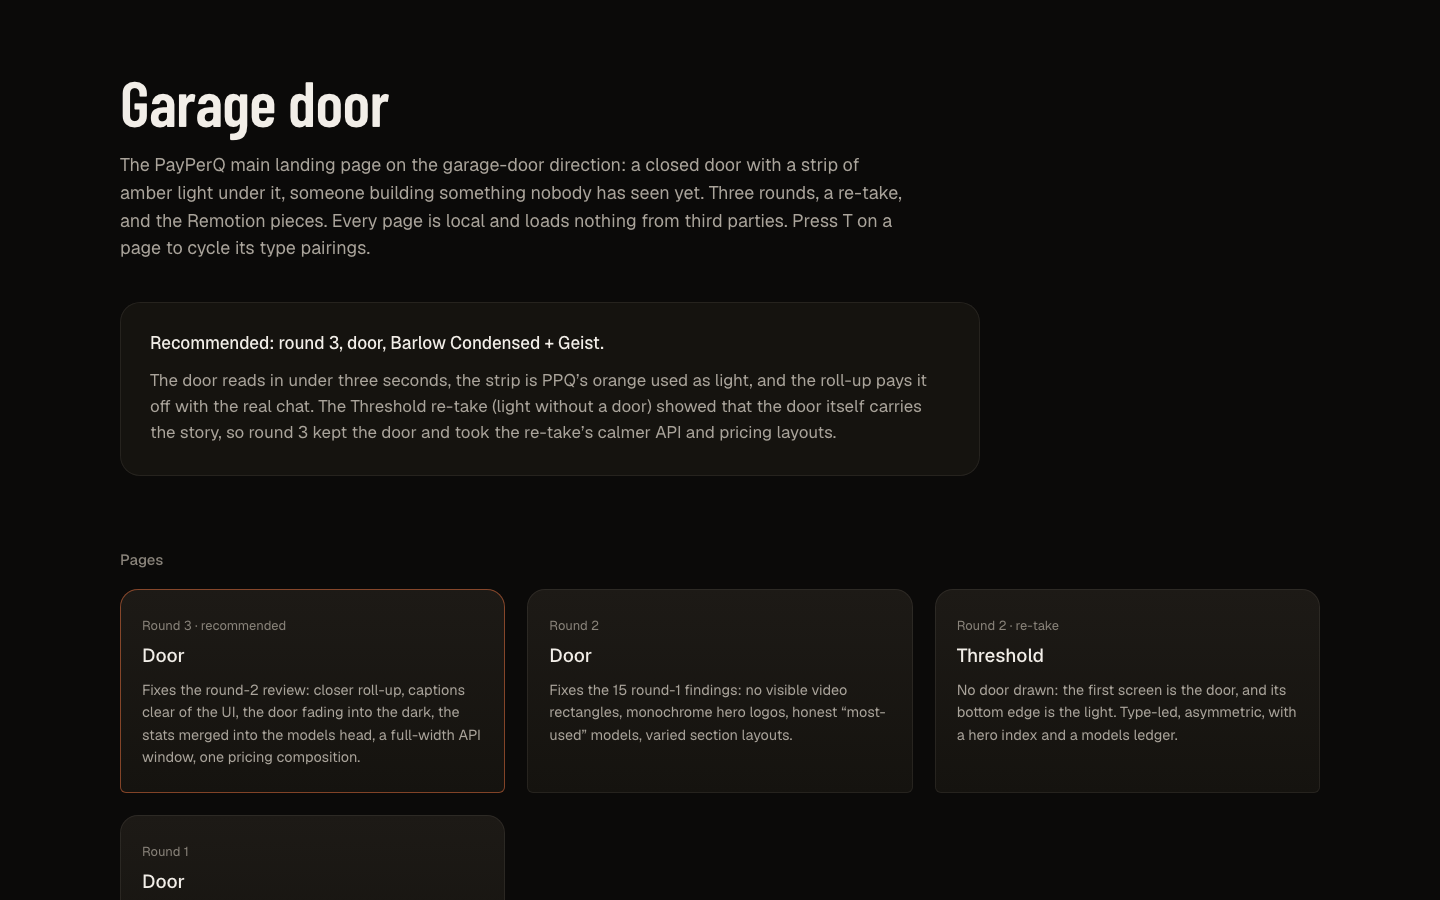 Garage door
The PayPerQ main landing page on the garage-door direction: a closed door with a strip of
amber light under it, someone building something nobody has seen yet. Three rounds, a re-take,
and the Remotion pieces. Every page is local and loads nothing from third parties. Press T on a
page to cycle its type pairings.
Recommended: round 3, door, Barlow Condensed + Geist.
The door reads in under three seconds, the strip is PPQ’s orange used as light, and the roll-up pays it
off with the real chat. The Threshold re-take (light without a door) showed that the door itself carries
the story, so round 3 kept the door and took the re-take’s calmer API and pricing layouts.
Pages
Round 3 · recommended
Door
Fixes the round-2 review: closer roll-up, captions
clear of the UI, the door fading into the dark, the
stats merged into the models head, a full-width API
window, one pricing composition.
Round 2
Door
Fixes the 15 round-1 findings: no visible video
rectangles, monochrome hero logos, honest “most-
used” models, varied section layouts.
Round 2 · re-take
Threshold
No door drawn: the first screen is the door, and its
bottom edge is the light. Type-led, asymmetric, with
a hero index and a models ledger.
Round 1
Door